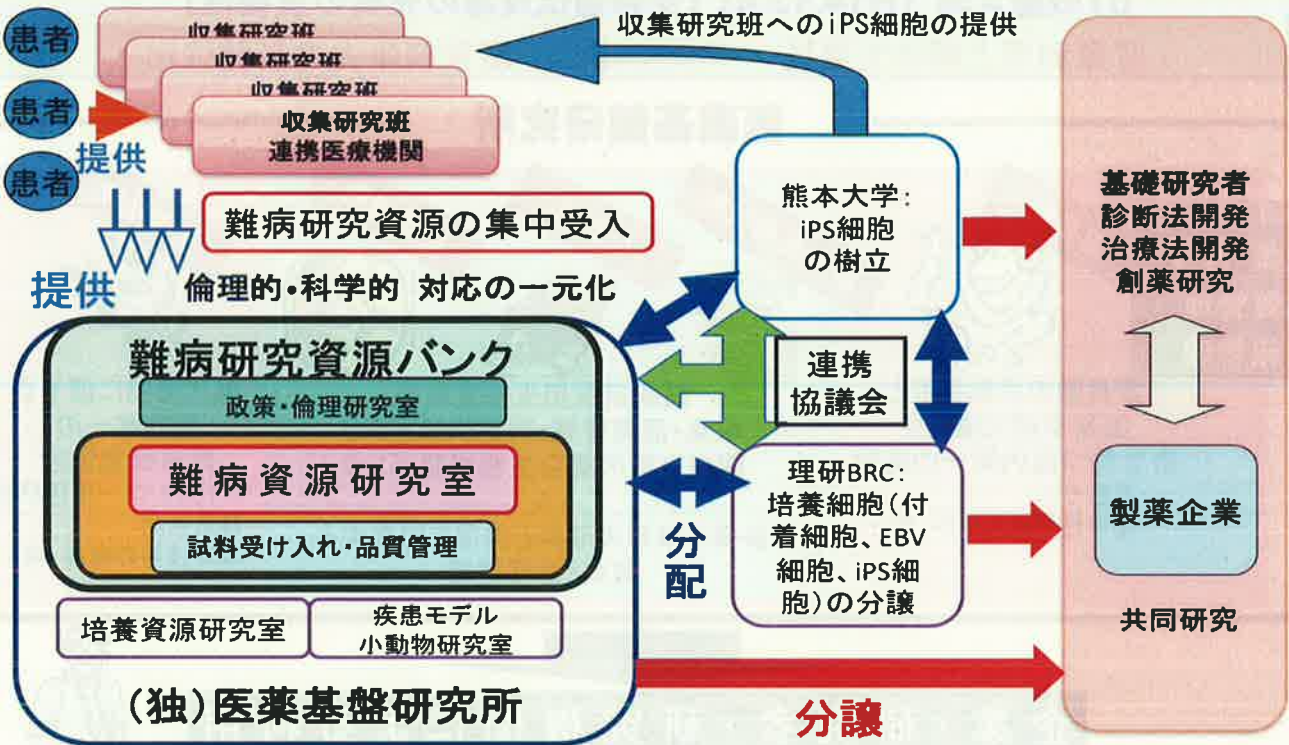 患者
患者
患者
収集研究班
収集研究班
収集研究班
収集研究班
連携医療機関
提供
収集研究班へのiPS細胞の提供
難病研究資源の集中受入
提供
倫理的・科学的 対応の一元化
難病研究資源バンク
政策・倫理研究室
難病資源研究室
試料受け入れ・品質管理
培養資源研究室
疾患モデル
小動物研究室
(独)医薬基盤研究所
熊本大学:
iPS細胞
の樹立
連携
協議会
理研BRC:
培養細胞(付
着細胞、EBV
細胞、iPS細
胞)の分譲
分
配
分譲
基礎研究者
診断法開発
治療法開発
創薬研究
製薬企業
共同研究